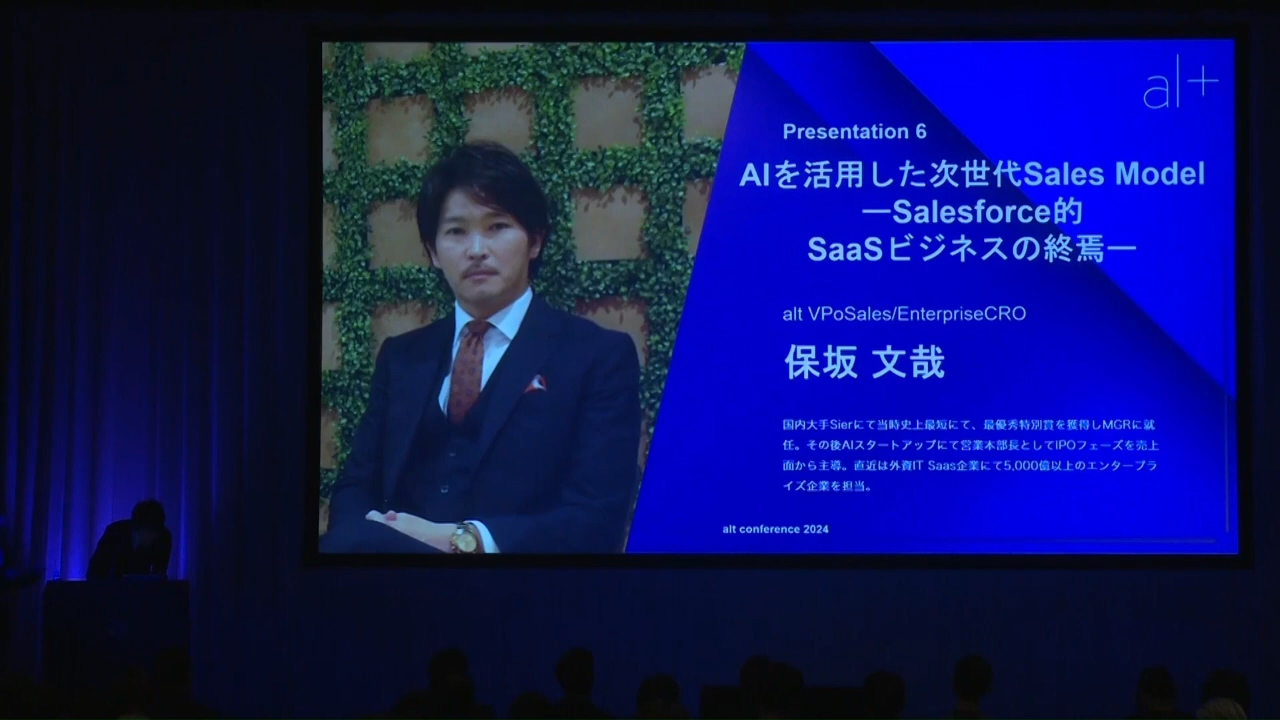 al+
Presentation 6
AIを活用した次世代Sales Model
―Salesforce的
SaaSビジネスの終焉―
alt VPoSales/EnterpriseCRO
保坂 文哉
国内大手SIerにて当時史上最短にて、最優秀特別賞を獲得しMGRに就
任。その後AIスタートアップにて営業本部長としてIPOフェーズを売上
面から主導。直近は外資IT Saas企業にて5,000億以上のエンタープラ
イズ企業を担当。
alt conference 2024